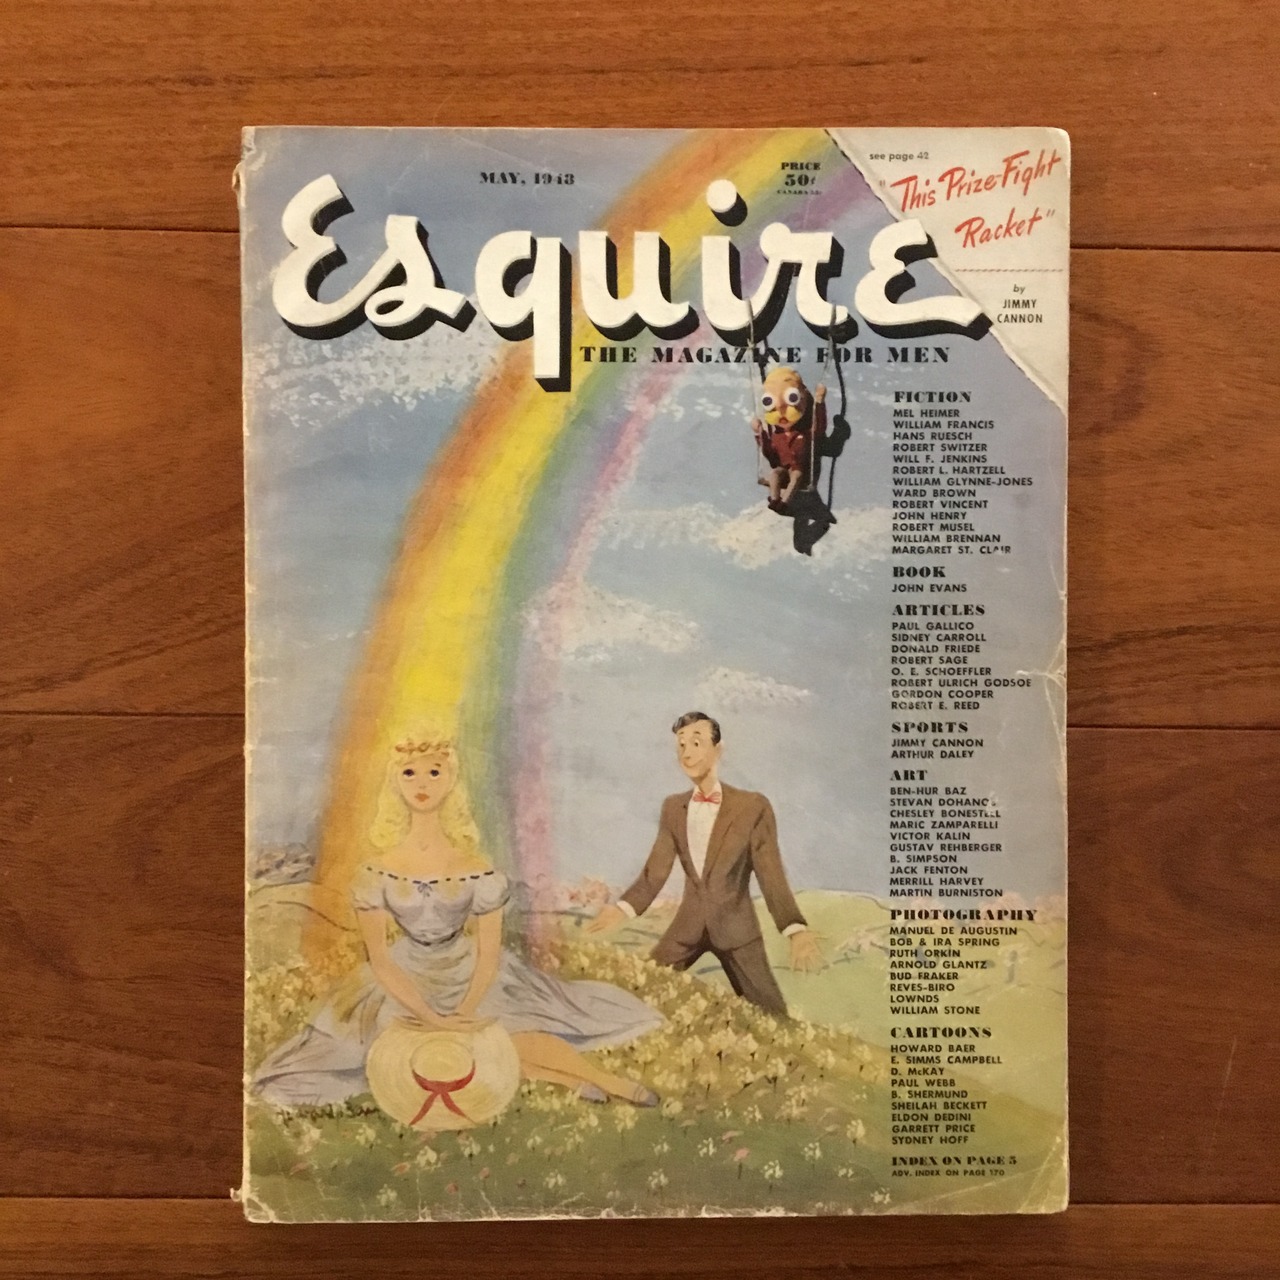 MAY, 1948
PRICE
50¢
see page 42
"This Prize-Fight
Racket"
by
JIMMY
CANNON
Esquire
THE MAGAZINE FOR MEN
FICTION
MEL HEIMER
WILLIAM FRANCIS
HANS RUESCH
ROBERT SWITZER
WILL F. JENKINS
ROBERT L. HARTZELL
WILLIAM GLYNNE-JONES
WARD BROWN
ROBERT VINCENT
JOHN HENRY
ROBERT MUSEL
WILLIAM BRENNAN
MARGARET ST. CLAIR
BOOK
JOHN EVANS
ARTICLES
PAUL GALLICO
SIDNEY CARROLL
DONALD FRIEDE
ROBERT SAGE
O. E. SCHOEFFLER
ROBERT ULRICH GODSOE
GORDON COOPER
ROBERT E. REED
SPORTS
JIMMY CANNON
ARTHUR DALEY
ART
BEN-HUR BAZ
STEVAN DOHANOS
CHESLEY BONESTELL
MARIC ZAMPARELLI
VICTOR KALIN
GUSTAV REHBERGER
B. SIMPSON
JACK FENTON
MERRILL HARVEY
MARTIN BURNISTON
PHOTOGRAPHY
MANUEL DE AUGUSTIN
BOB & IRA SPRING
RUTH ORKIN
ARNOLD GLANTZ
BUD FRAKER
REVES-BIRO
LOWNDS
WILLIAM STONE
CARTOONS
HOWARD BAER
E. SIMMS CAMPBELL
D. McKAY
PAUL WEBB
B. SHERMUND
SHEILAH BECKETT
ELDON DEDINI
GARRETT PRICE
SYDNEY HOFF
INDEX ON PAGE 5
ADV. INDEX ON PAGE 170